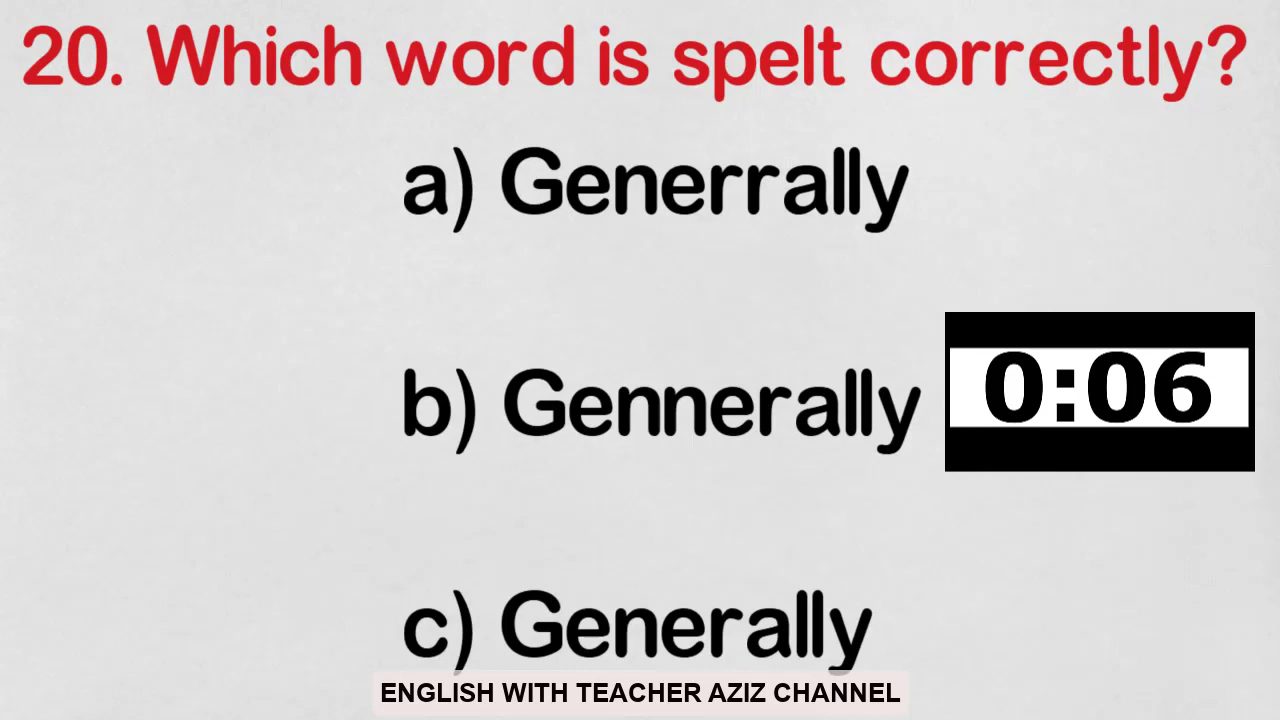 20. Which word is spelt correctly?
a) Generrally
b) Gennerally
0:06
c) Generally
ENGLISH WITH TEACHER AZIZ CHANNEL